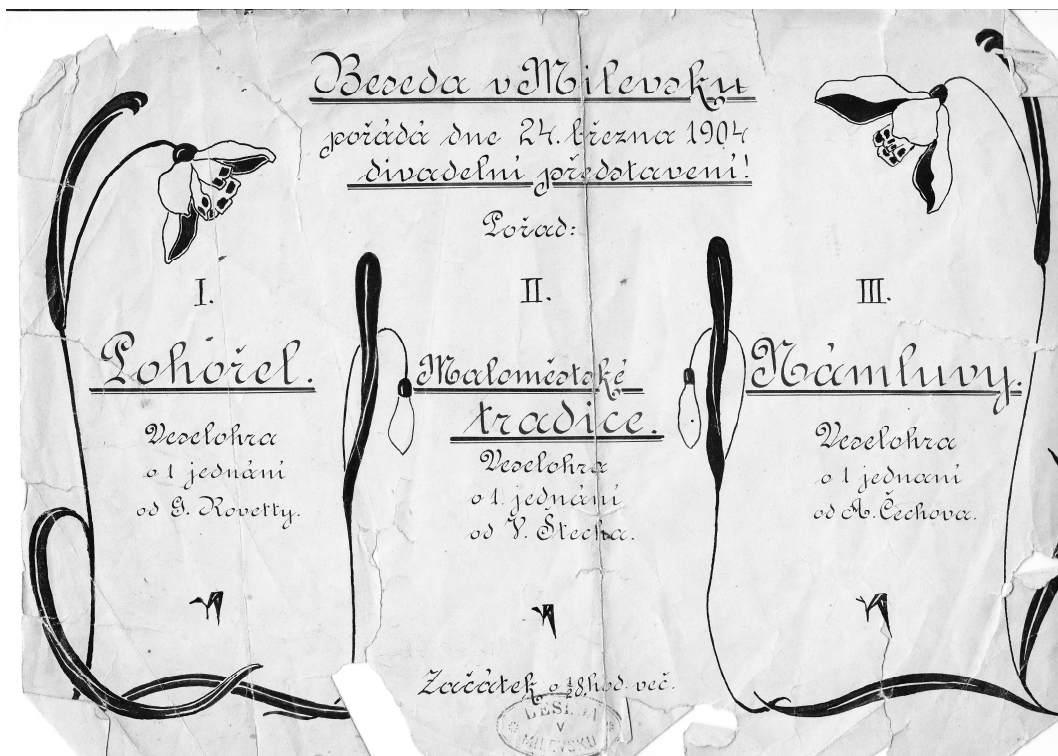 Beseda v Milevsku
pořádá dne 24. března 1904
divadelní představení!
Pořad:
I.
Pohořel.
Veselohra
o 1 jednání
od G. Rovetty.
II.
Maloměstské
tradice.
Veselohra
o 1. jednání
od V. Štecha.
III.
Námluvy.
Veselohra
o 1 jednaní
od A. Čechova.
Začátek o ½8. hod. več.
BESEDA
V
MILEVSKU